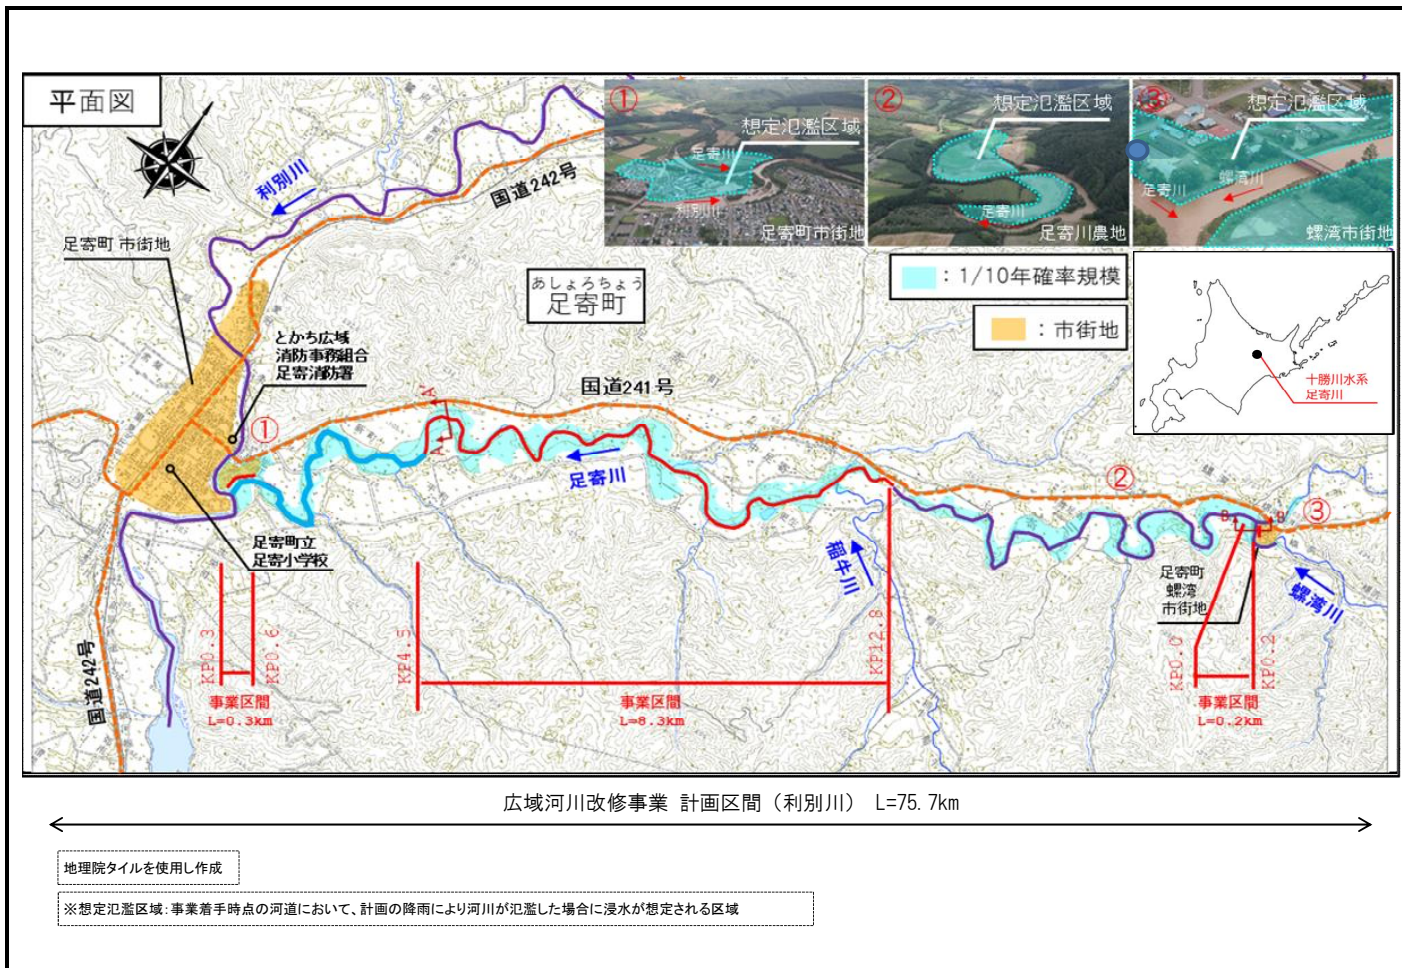 平面図
①
想定氾濫区域
足寄川
利別川
足寄町市街地
②
想定氾濫区域
足寄川
足寄川農地
③
想定氾濫区域
足寄川
螺湾川
螺湾市街地
利別川
国道242号
足寄町 市街地
あしょろちょう
足寄町
：1/10年確率規模
：市街地
とかち広域
消防事務組合
足寄消防署
十勝川水系
足寄川
国道241号
①
A'
A
足寄川
②
③
B
B'
足寄町立
足寄小学校
稲牛川
足寄町
螺湾
市街地
螺湾川
国道242号
KP0.3
KP0.6
KP4.5
KP12.8
KP0.0
KP0.2
事業区間
L=0.3km
事業区間
L=8.3km
事業区間
L=0.2km
広域河川改修事業 計画区間（利別川） L=75.7km
地理院タイルを使用し作成
※想定氾濫区域：事業着手時点の河道において、計画の降雨により河川が氾濫した場合に浸水が想定される区域